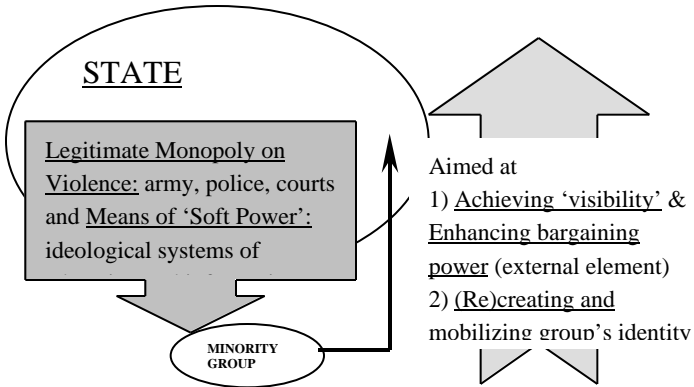 STATE
Legitimate Monopoly on
Violence: army, police, courts
and Means of ‘Soft Power’:
ideological systems of
MINORITY
GROUP
Aimed at
1) Achieving ‘visibility’ &
Enhancing bargaining
power (external element)
2) (Re)creating and
mobilizing group’s identity